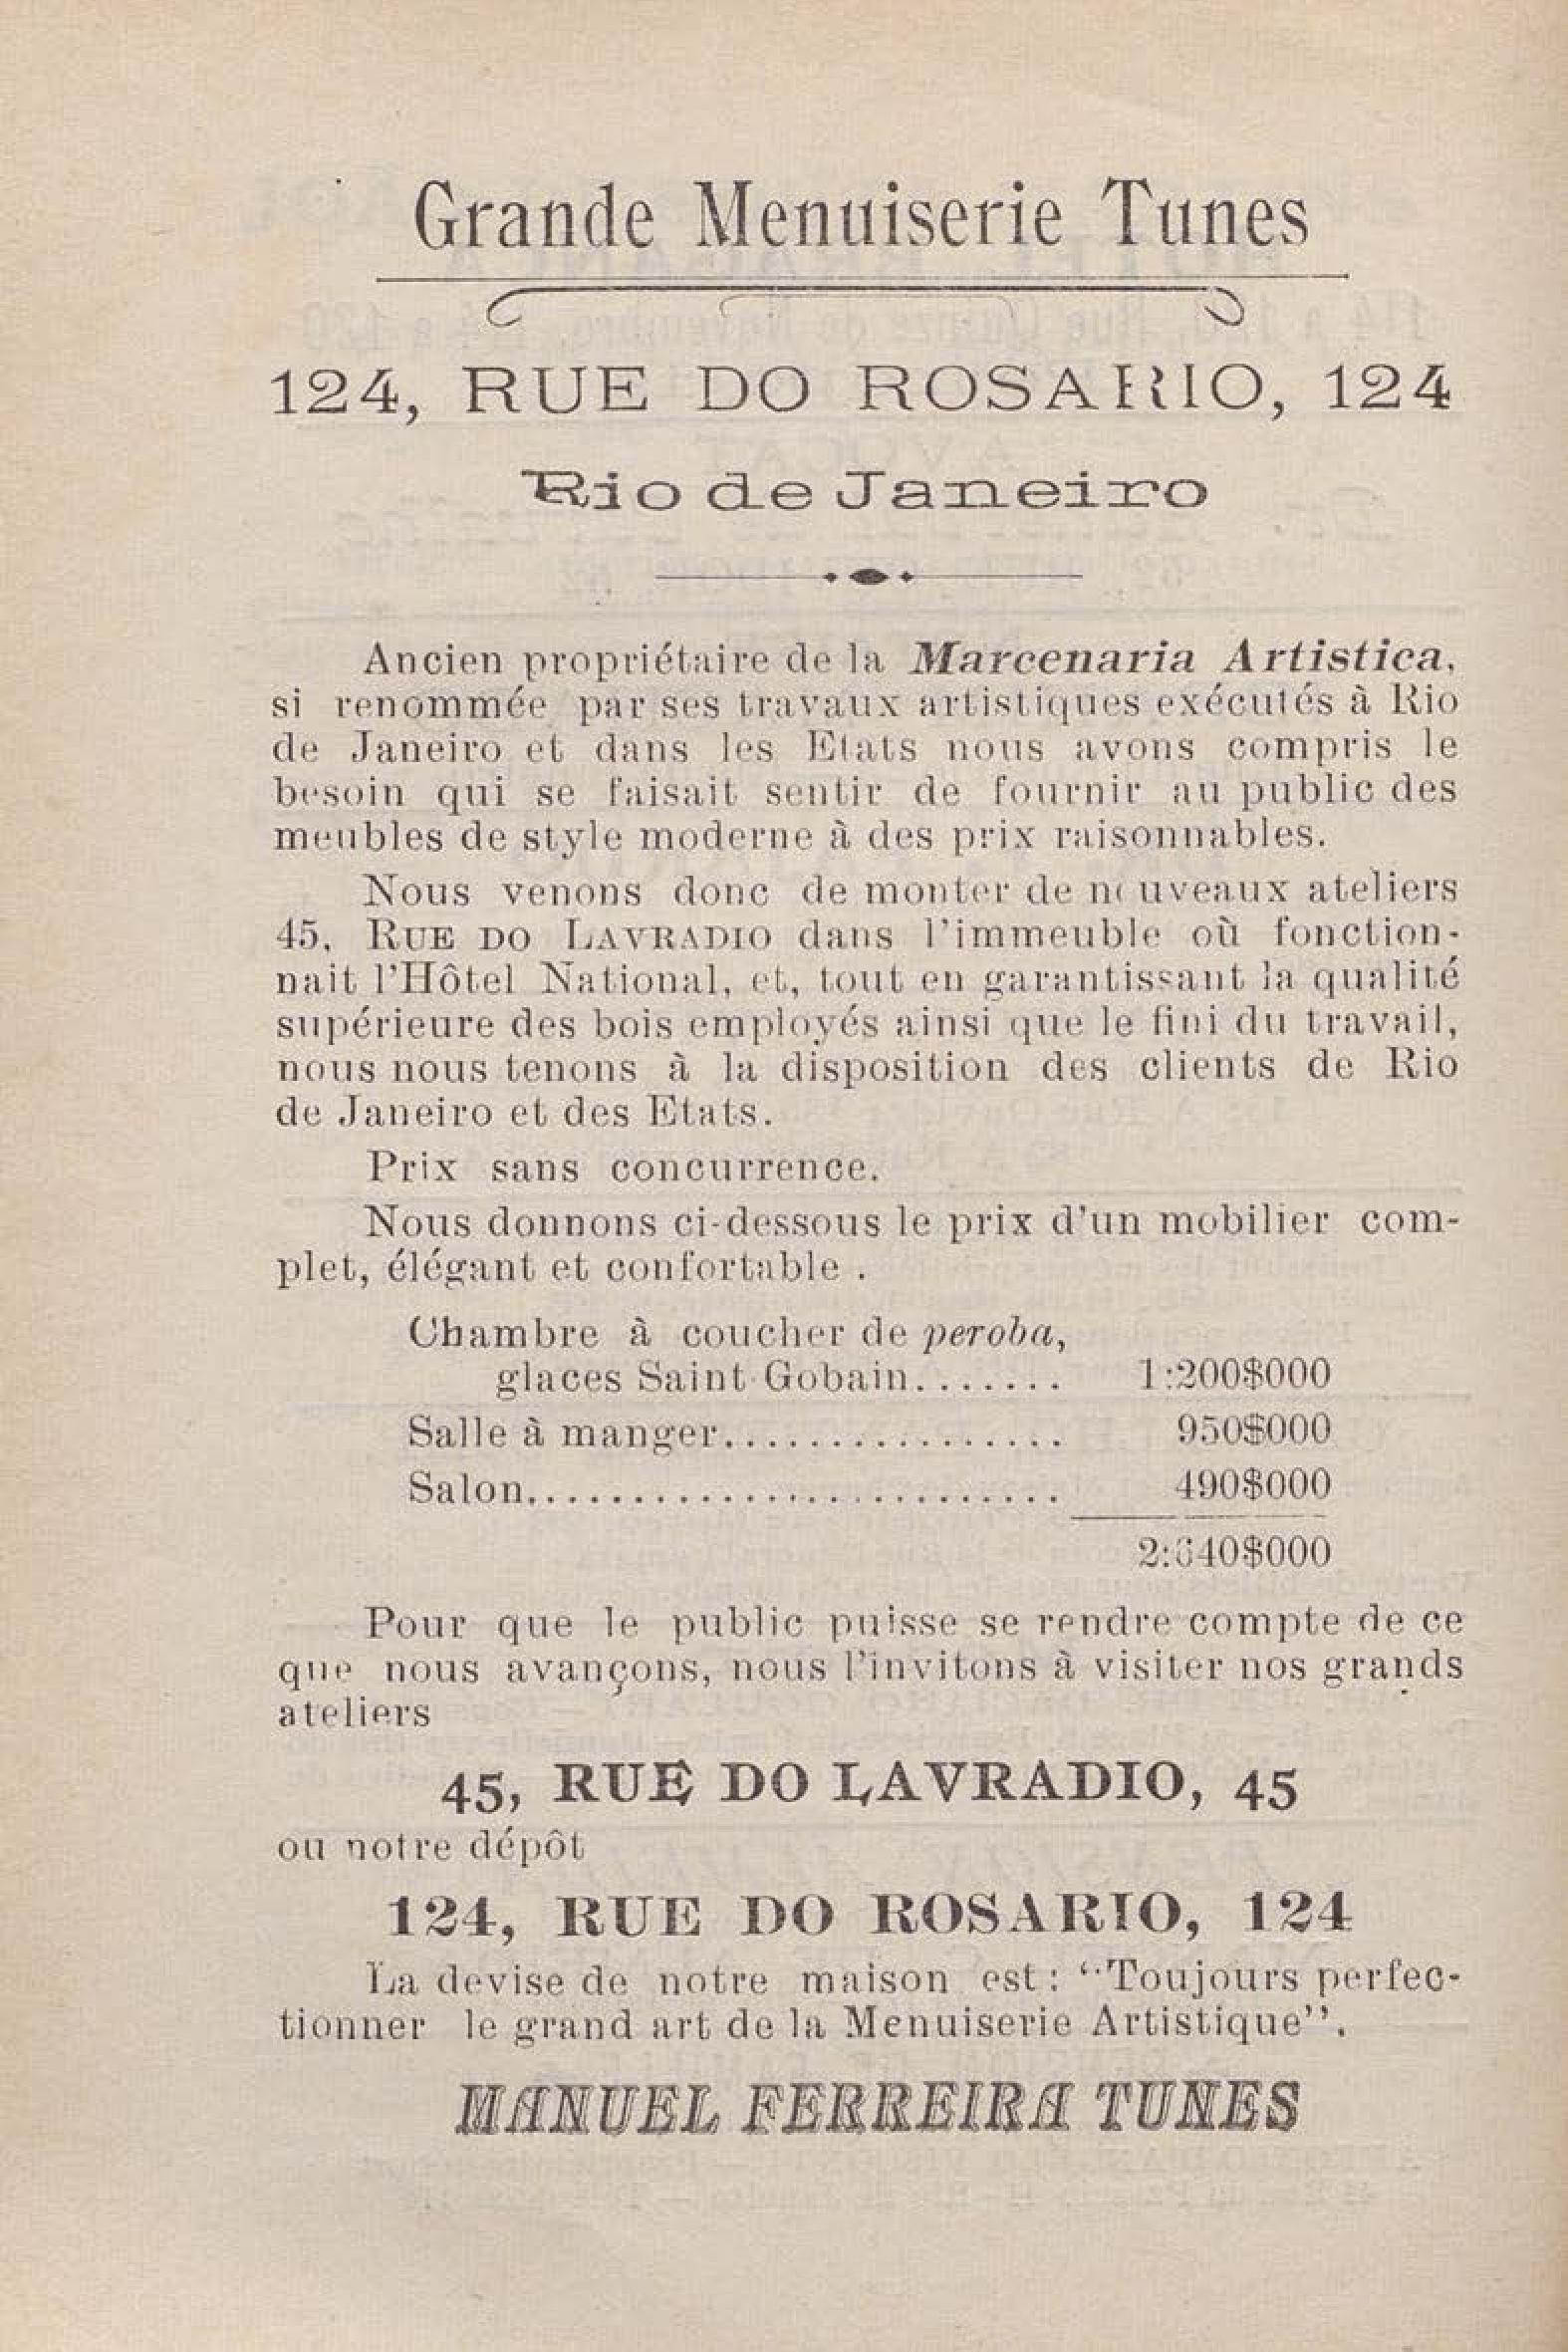 Grande Menuiserie Tunes
124, RUE DO ROSARIO, 124
Rio de Janeiro
Ancien propriétaire de la Marcenaria Artistica,
si renommée par ses travaux artistiques exécutés à Rio
de Janeiro et dans les Etats nous avons compris le
besoin qui se faisait sentir de fournir au public des
meubles de style moderne à des prix raisonnables.
Nous venons donc de monter de nouveaux ateliers
45, RUE DO LAVRADIO dans l'immeuble où fonction-
nait l'Hôtel National, et, tout en garantissant la qualité
supérieure des bois employés ainsi que le fini du travail,
nous nous tenons à la disposition des clients de Rio
de Janeiro et des Etats.
Prix sans concurrence.
Nous donnons ci-dessous le prix d'un mobilier com-
plet, élégant et confortable .
Chambre à coucher de peroba,
glaces Saint-Gobain....... 1:200$000
Salle à manger................ 950$000
Salon......................... 490$000
2:640$000
Pour que le public puisse se rendre compte de ce
que nous avançons, nous l'invitons à visiter nos grands
ateliers
45, RUE DO LAVRADIO, 45
ou notre dépôt
124, RUE DO ROSARIO, 124
La devise de notre maison est: "Toujours perfec-
tionner le grand art de la Menuiserie Artistique".
MANUEL FERREIRA TUNES